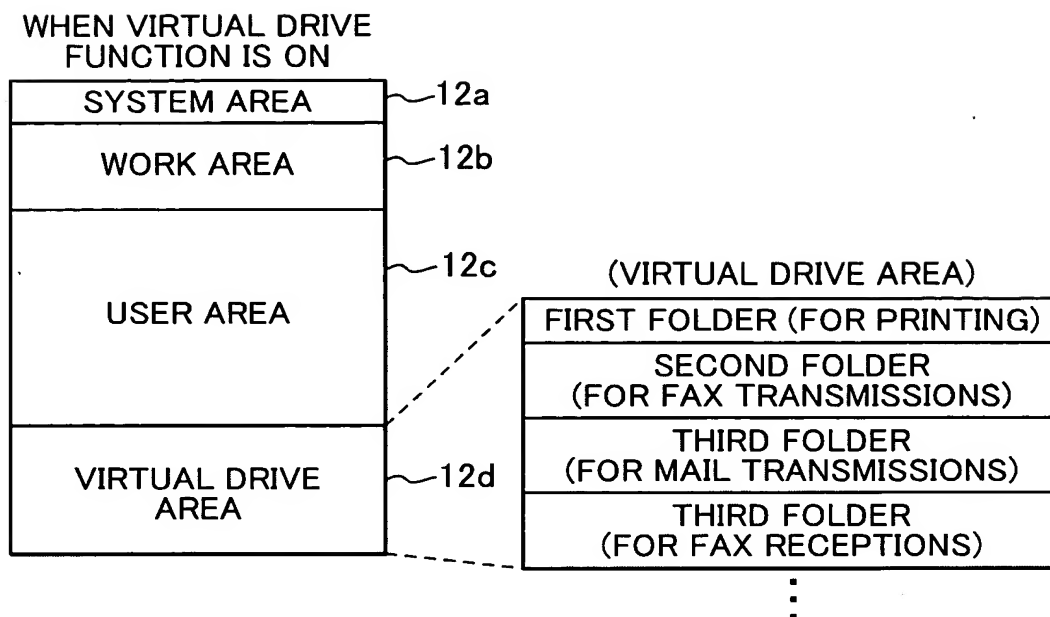 WHEN VIRTUAL DRIVE
FUNCTION IS ON
SYSTEM AREA
12a
WORK AREA
12b
USER AREA
12c
VIRTUAL DRIVE
AREA
12d
(VIRTUAL DRIVE AREA)
FIRST FOLDER (FOR PRINTING)
SECOND FOLDER
(FOR FAX TRANSMISSIONS)
THIRD FOLDER
(FOR MAIL TRANSMISSIONS)
THIRD FOLDER
(FOR FAX RECEPTIONS)